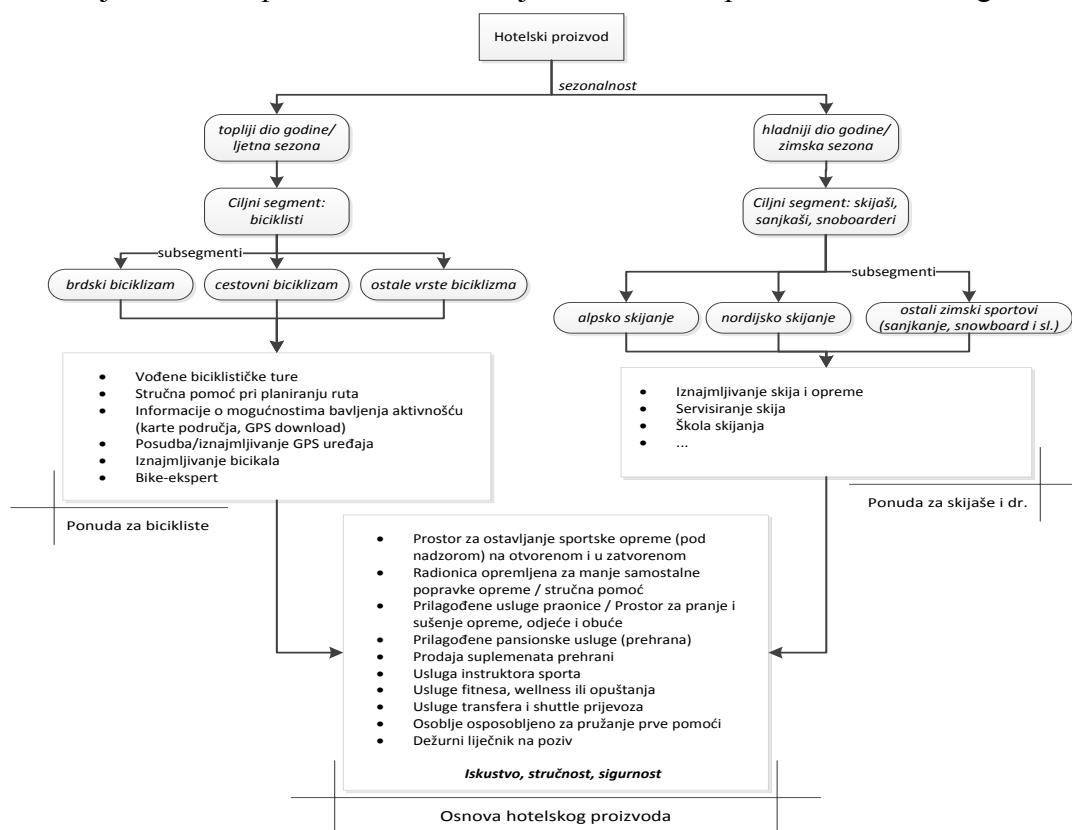 Hotelski proizvod
sezonalnost
topliji dio godine/
ljetna sezona
hladniji dio godine/
zimska sezona
Ciljni segment:
biciklisti
Ciljni segment: skijaši,
sanjkaši, snoboarderi
subsegmenti
subsegmenti
brdski biciklizam
cestovni biciklizam
ostale vrste biciklizma
alpsko skijanje
nordijsko skijanje
ostali zimski sportovi
(sanjkanje, snowboard i sl.)
• Vođene biciklističke ture
• Stručna pomoć pri planiranju ruta
• Informacije o mogućnostima bavljenja aktivnošću
(karte područja, GPS download)
• Posudba/iznajmljivanje GPS uređaja
• Iznajmljivanje bicikala
• Bike-ekspert
• Iznajmljivanje skija i opreme
• Servisiranje skija
• Škola skijanja
• ...
Ponuda za bicikliste
Ponuda za skijaše i dr.
• Prostor za ostavljanje sportske opreme (pod
nadzorom) na otvorenom i u zatvorenom
• Radionica opremljena za manje samostalne
popravke opreme / stručna pomoć
• Prilagođene usluge praonice / Prostor za pranje i
sušenje opreme, odjeće i obuće
• Prilagođene pansionske usluge (prehrana)
• Prodaja suplemenata prehrani
• Usluga instruktora sporta
• Usluge fitnesa, wellness ili opuštanja
• Usluge transfera i shuttle prijevoza
• Osoblje osposobljeno za pružanje prve pomoći
• Dežurni liječnik na poziv
Iskustvo, stručnost, sigurnost
Osnova hotelskog proizvoda